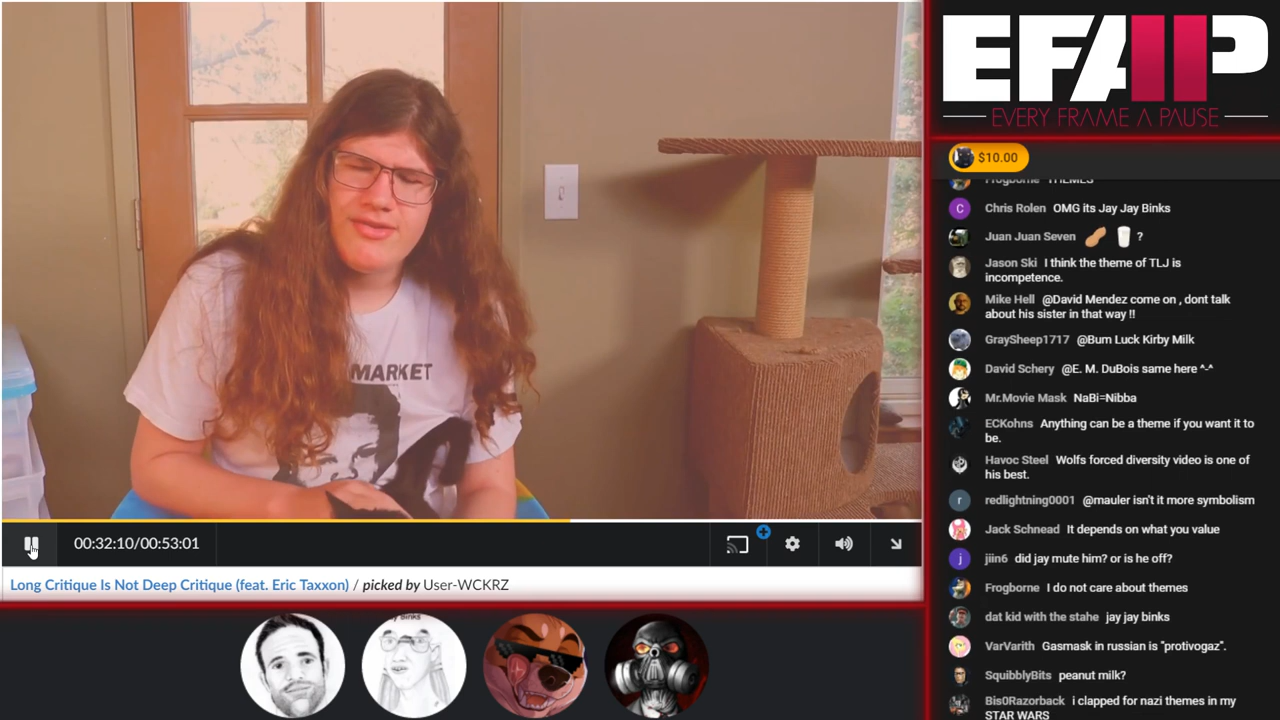 EFAP
EVERY FRAME A PAUSE
$10.00
Frogborne THEMES
Chris Rolen OMG its Jay Jay Binks
Juan Juan Seven 🥜 🥛 ?
Jason Ski I think the theme of TLJ is
incompetence.
Mike Hell @David Mendez come on , dont talk
about his sister in that way !!
GraySheep1717 @Bum Luck Kirby Milk
David Schery @E. M. DuBois same here ^-^
Mr.Movie Mask NaBi=Nibba
ECKohns Anything can be a theme if you want it to
be.
Havoc Steel Wolfs forced diversity video is one of
his best.
redlightning0001 @mauler isn't it more symbolism
Jack Schnead It depends on what you value
jiin6 did jay mute him? or is he off?
Frogborne I do not care about themes
dat kid with the stahe jay jay binks
VarVarith Gasmask in russian is "protivogaz".
SquibblyBits peanut milk?
Bis0Razorback i clapped for nazi themes in my
STAR WARS
MARKET
00:32:10/00:53:01
Long Critique Is Not Deep Critique (feat. Eric Taxxon) / picked by User-WCKRZ